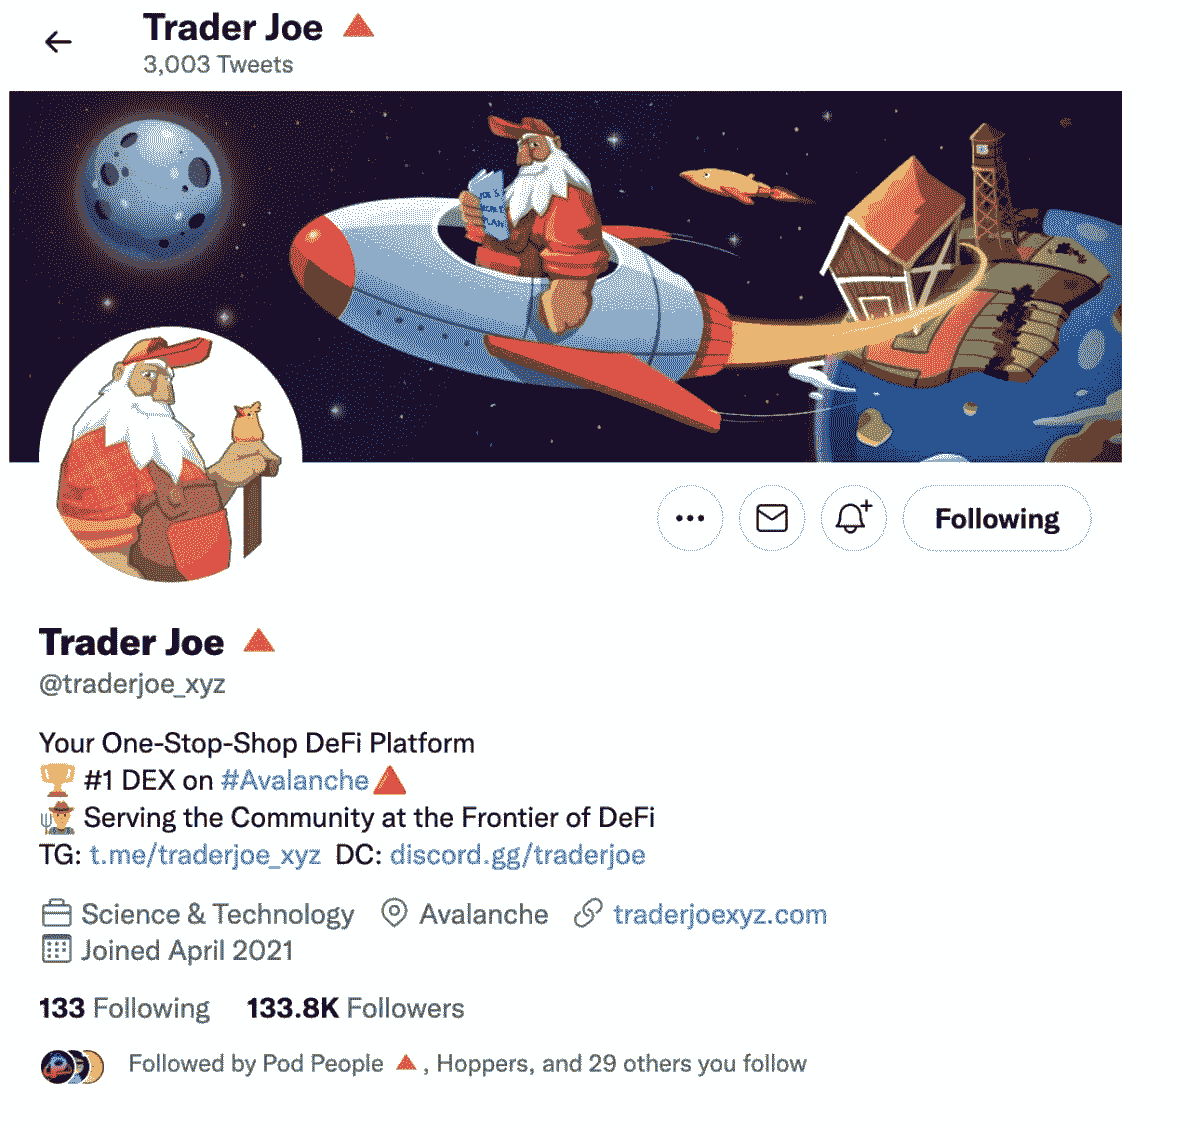 Trader Joe 🔺
3,003 Tweets
JOE'S
SECRET
PLAN
Following
Trader Joe 🔺
@traderjoe_xyz
Your One-Stop-Shop DeFi Platform
🏆 #1 DEX on #Avalanche🔺
👨‍🌾 Serving the Community at the Frontier of DeFi
TG: t.me/traderjoe_xyz DC: discord.gg/traderjoe
Science & Technology Avalanche traderjoexyz.com
Joined April 2021
133 Following 133.8K Followers
Followed by Pod People 🔺, Hoppers, and 29 others you follow